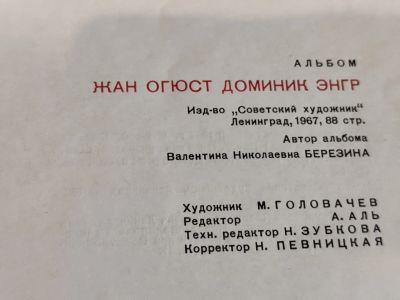 АЛЬБОМ
ЖАН ОГЮСТ ДОМИНИК ЭНГР
Изд-во „Советский художник“
Ленинград, 1967, 88 стр.
Автор альбома
Валентина Николаевна БЕРЕЗИНА
Художник М. ГОЛОВАЧЕВ
Редактор А. АЛЬ
Техн. редактор Н. ЗУБКОВА
Корректор Н. ПЕВНИЦКАЯ